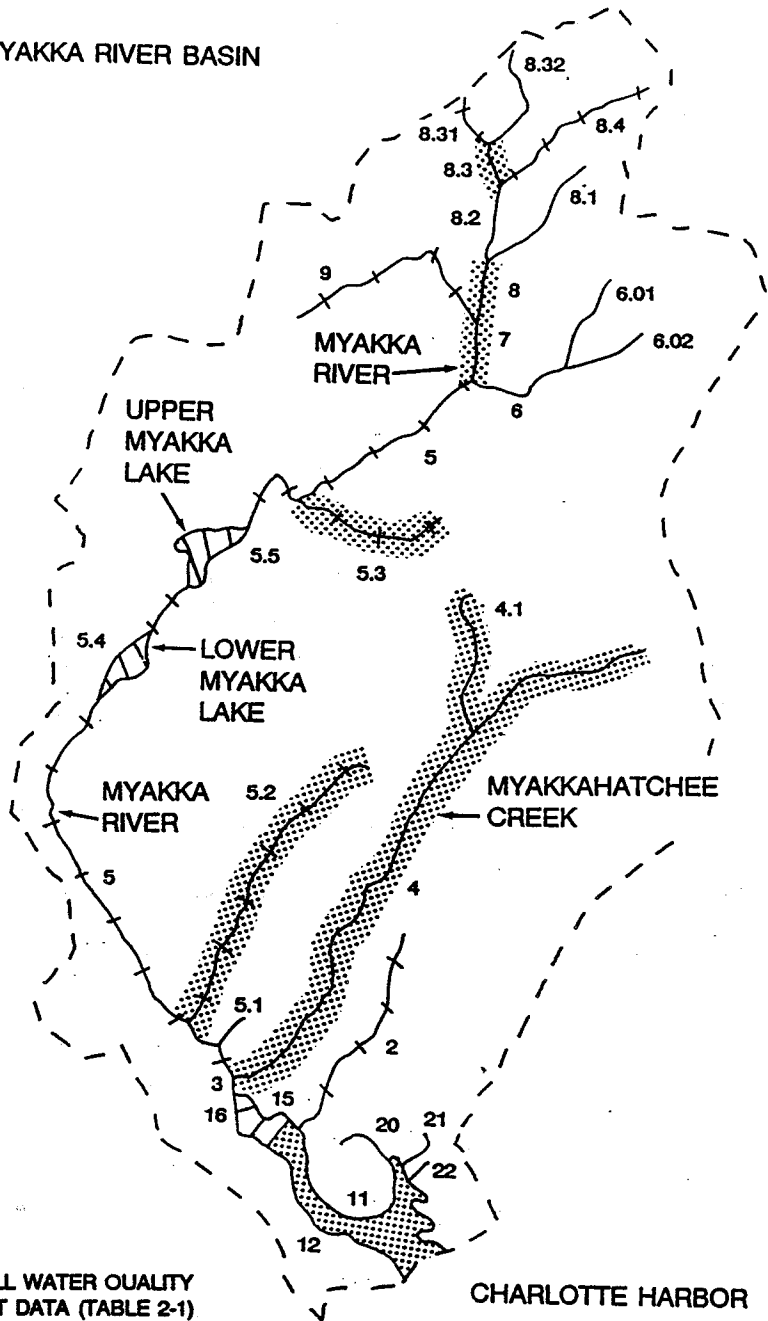 YAKKA RIVER BASIN
8.32
8.31
8.4
8.3
8.1
8.2
9
8
6.01
MYAKKA
RIVER
7
6.02
6
UPPER
MYAKKA
LAKE
5
5.5
5.3
4.1
5.4
LOWER
MYAKKA
LAKE
MYAKKA
RIVER
5.2
MYAKKAHATCHEE
CREEK
5
4
5.1
2
3
15
16
20
21
22
11
12
LL WATER QUALITY
T DATA (TABLE 2-1)
CHARLOTTE HARBOR